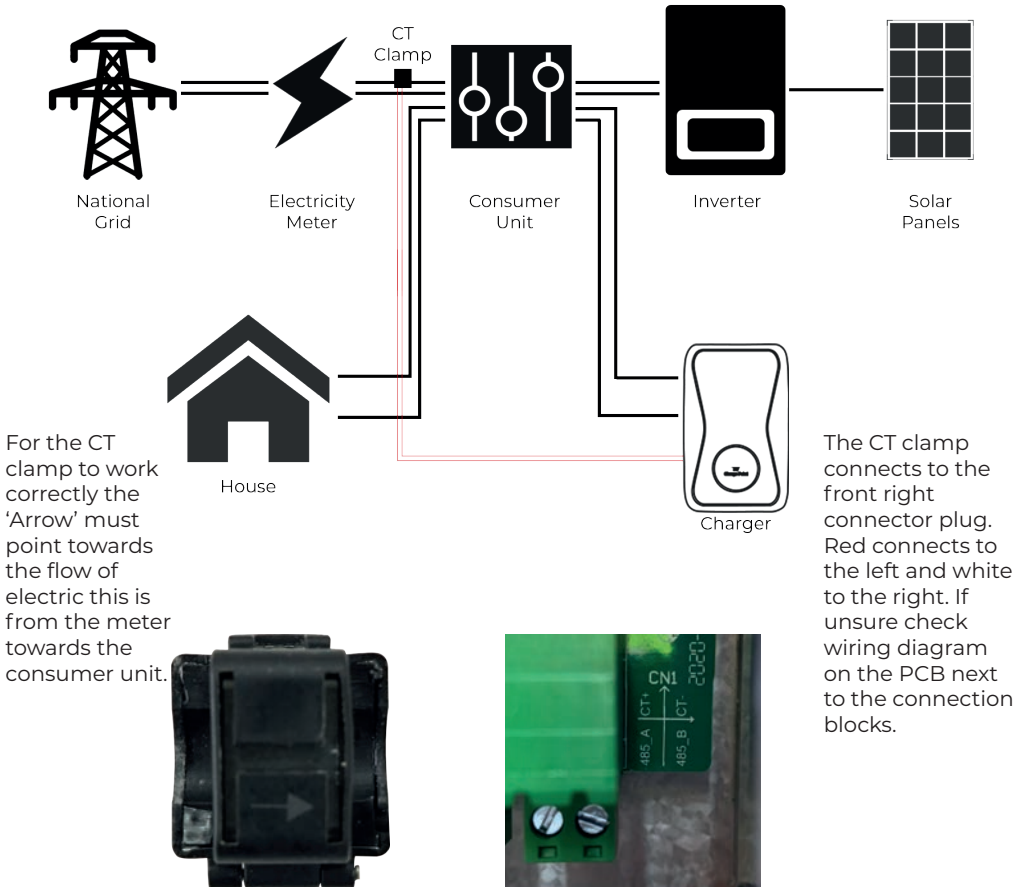 CT
Clamp
National
Grid
Electricity
Meter
Consumer
Unit
Inverter
Solar
Panels
House
Charger
For the CT
clamp to work
correctly the
‘Arrow’ must
point towards
the flow of
electric this is
from the meter
towards the
consumer unit.
The CT clamp
connects to the
front right
connector plug.
Red connects to
the left and white
to the right. If
unsure check
wiring diagram
on the PCB next
to the connection
blocks.
CN1
2020-
CT+
CT-
485_A
485_B